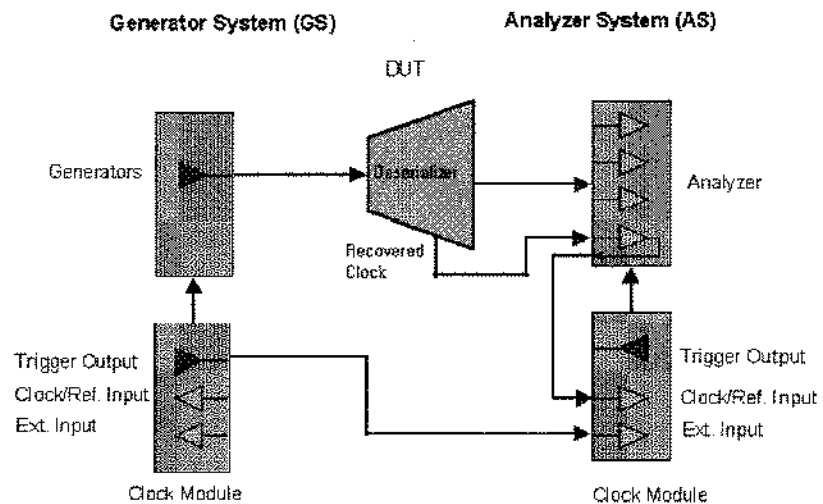 Generator System (GS)
Analyzer System (AS)
DUT
Generators
Deserializer
Analyzer
Recovered
Clock
Trigger Output
Clock/Ref. Input
Ext. Input
Clock Module
Trigger Output
Clock/Ref. Input
Ext. Input
Clock Module